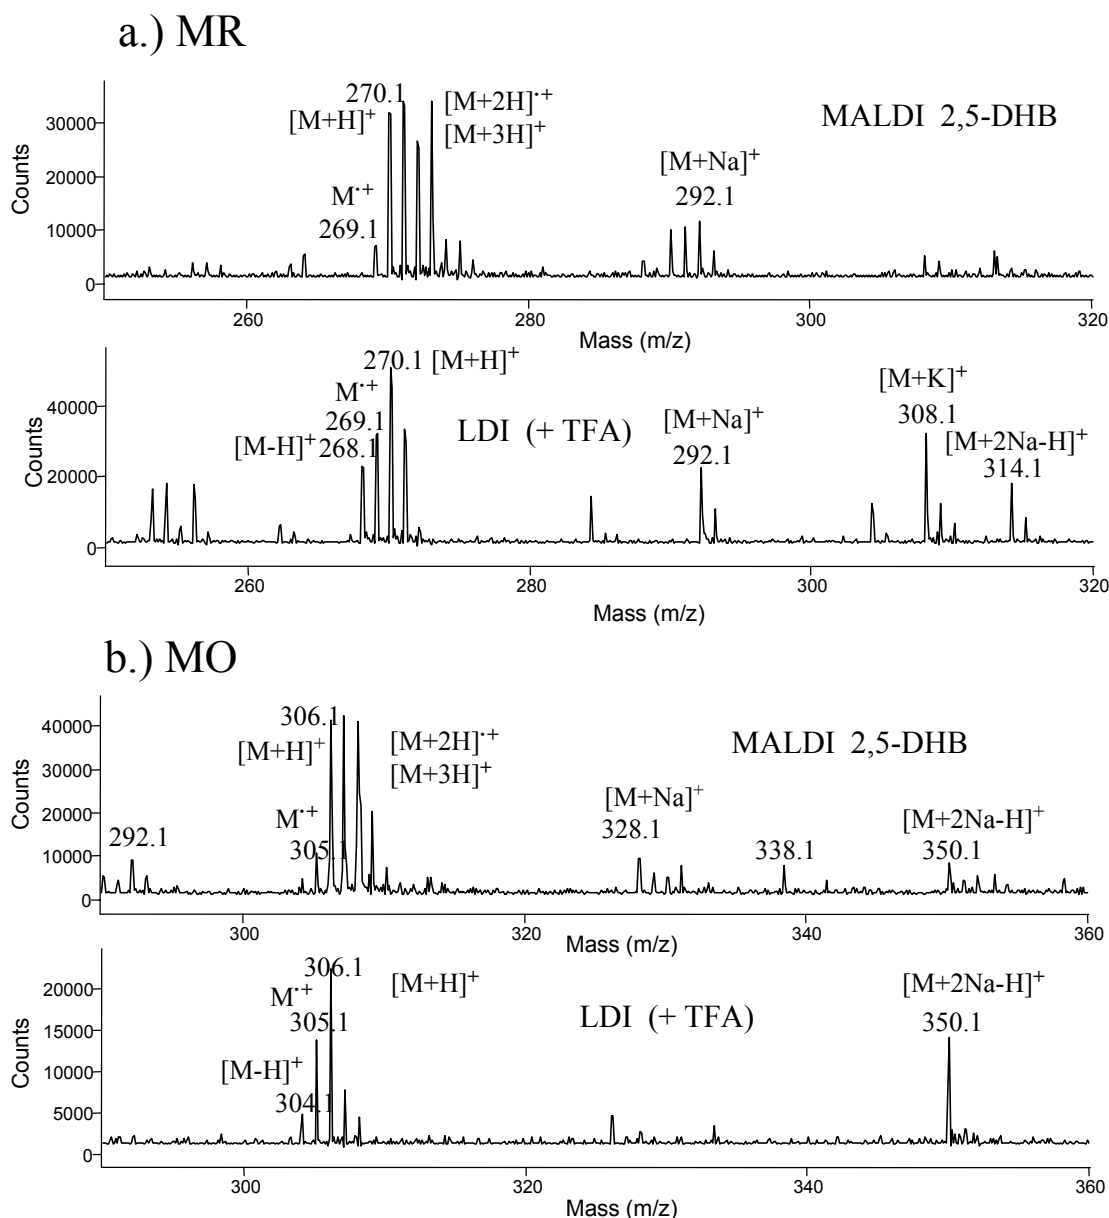 a.) MR
270.1
[M+H]⁺
[M+2H]·⁺
[M+3H]⁺
MALDI 2,5-DHB
M·⁺
269.1
[M+Na]⁺
292.1
Counts
30000
20000
10000
0
260
280
300
320
Mass (m/z)
270.1 [M+H]⁺
M·⁺
269.1
[M-H]⁺ 268.1
LDI (+ TFA)
[M+Na]⁺
292.1
[M+K]⁺
308.1
[M+2Na-H]⁺
314.1
Counts
40000
20000
0
260
280
300
320
Mass (m/z)
b.) MO
306.1
[M+H]⁺
[M+2H]·⁺
[M+3H]⁺
MALDI 2,5-DHB
292.1
M·⁺
305.1
[M+Na]⁺
328.1
338.1
[M+2Na-H]⁺
350.1
Counts
40000
30000
20000
10000
0
300
320
340
360
Mass (m/z)
306.1
[M+H]⁺
M·⁺
305.1
[M-H]⁺
304.1
LDI (+ TFA)
[M+2Na-H]⁺
350.1
Counts
20000
15000
10000
5000
0
300
320
340
360
Mass (m/z)